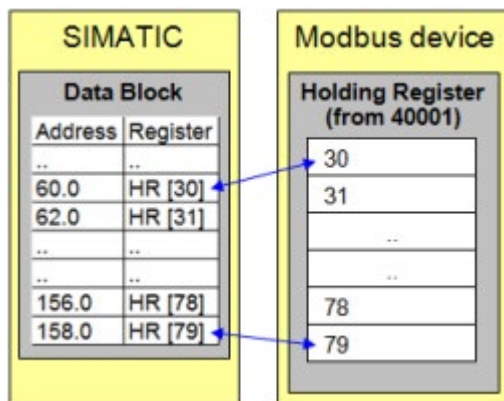 SIMATIC
Data Block
Address Register
.. ..
60.0 HR [30]
62.0 HR [31]
.. ..
.. ..
156.0 HR [78]
158.0 HR [79]
Modbus device
Holding Register
(from 40001)
30
31
..
..
78
79